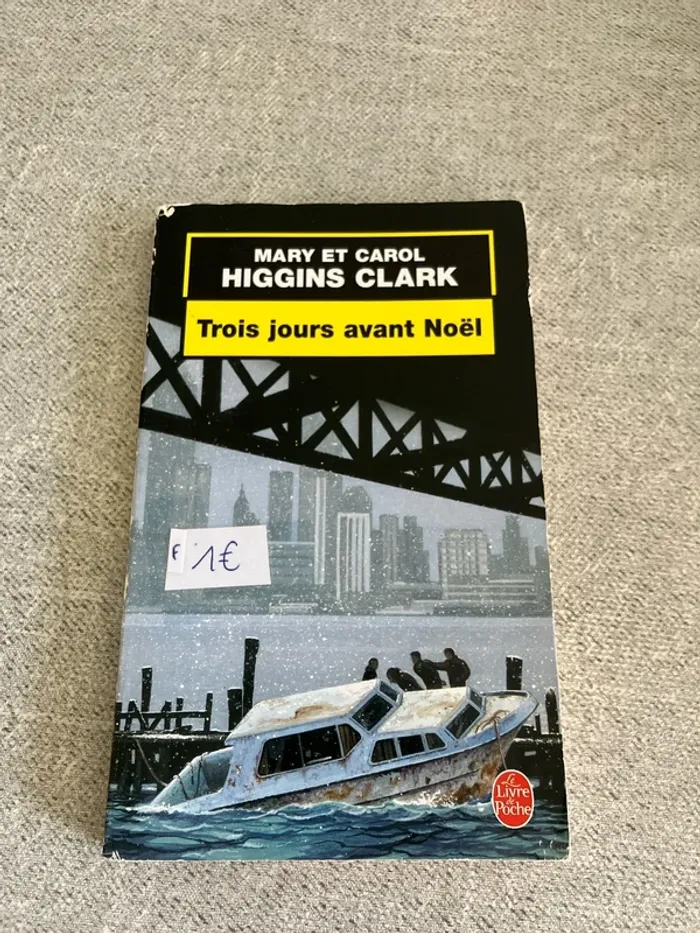 MARY ET CAROL
HIGGINS CLARK
Trois jours avant Noël
F 1€
Le
Livre
de
Poche